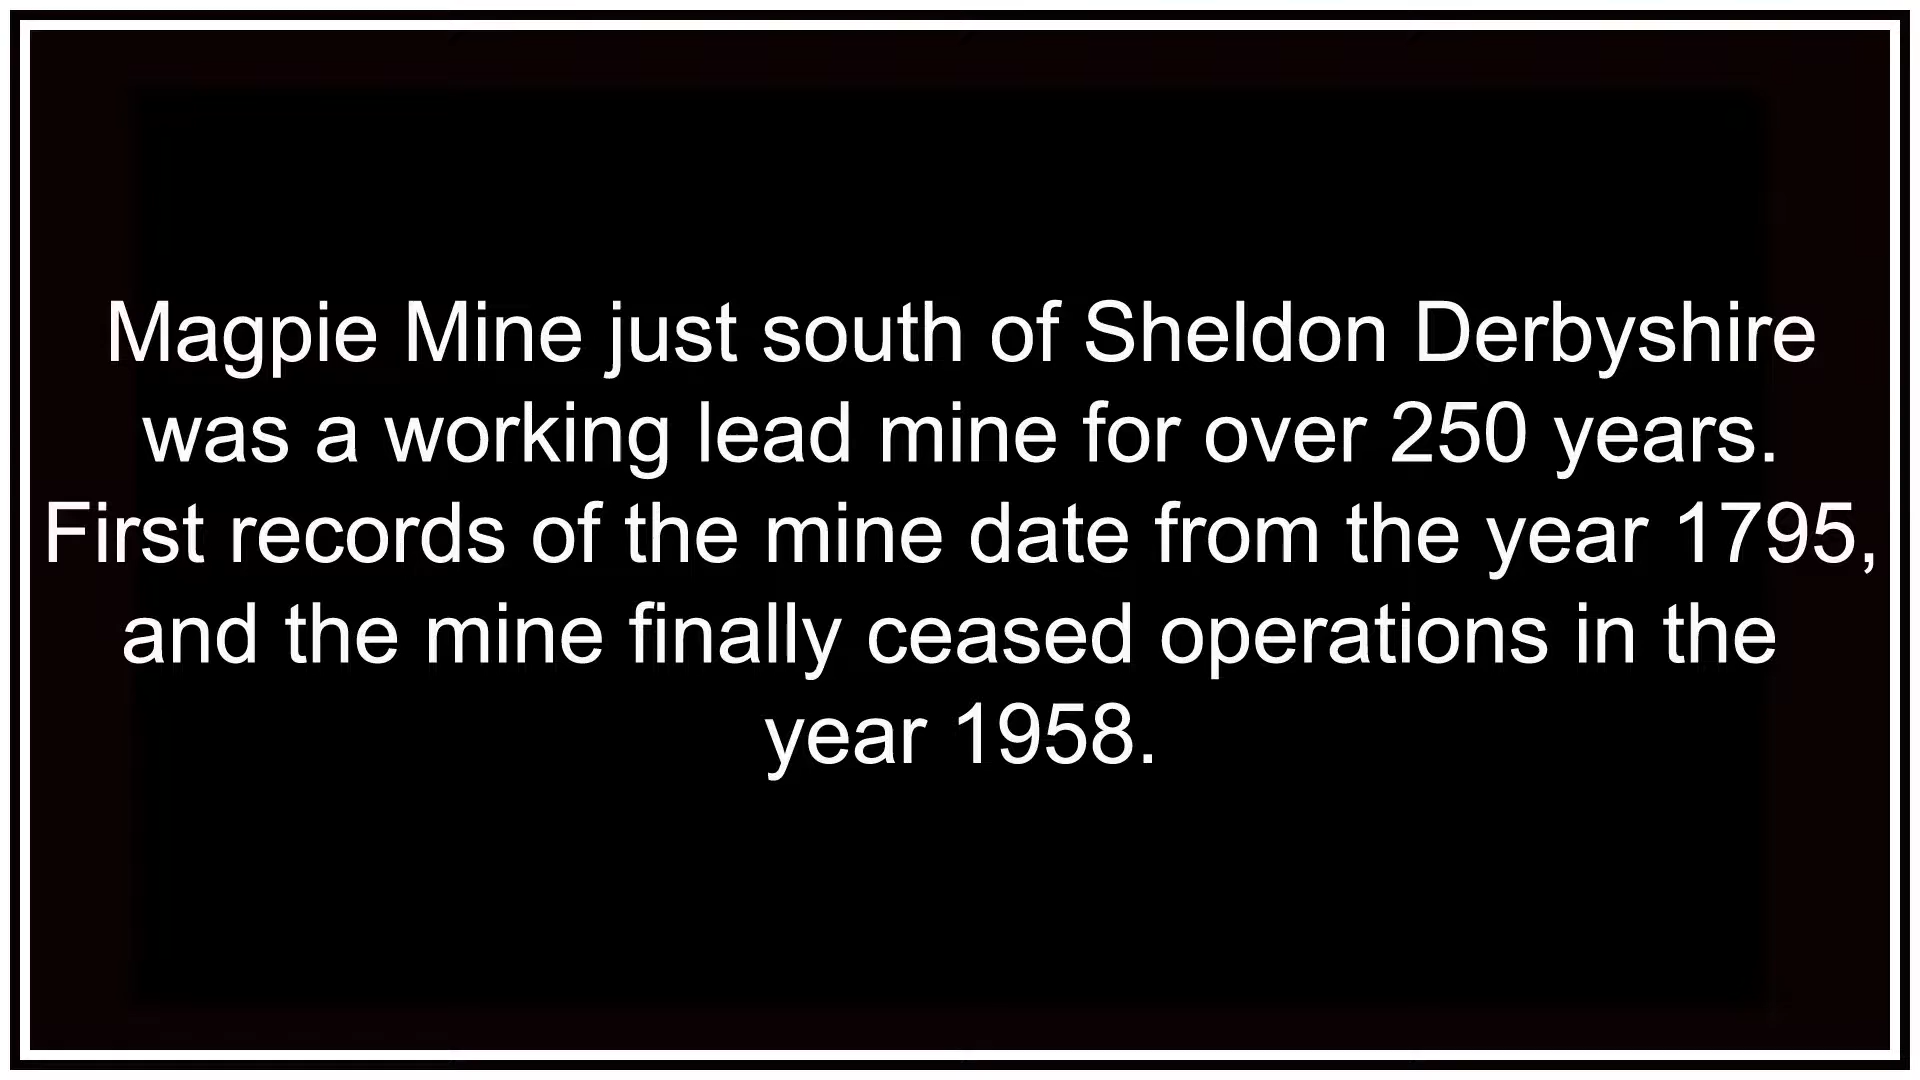 Magpie Mine just south of Sheldon Derbyshire
was a working lead mine for over 250 years.
First records of the mine date from the year 1795,
and the mine finally ceased operations in the
year 1958.